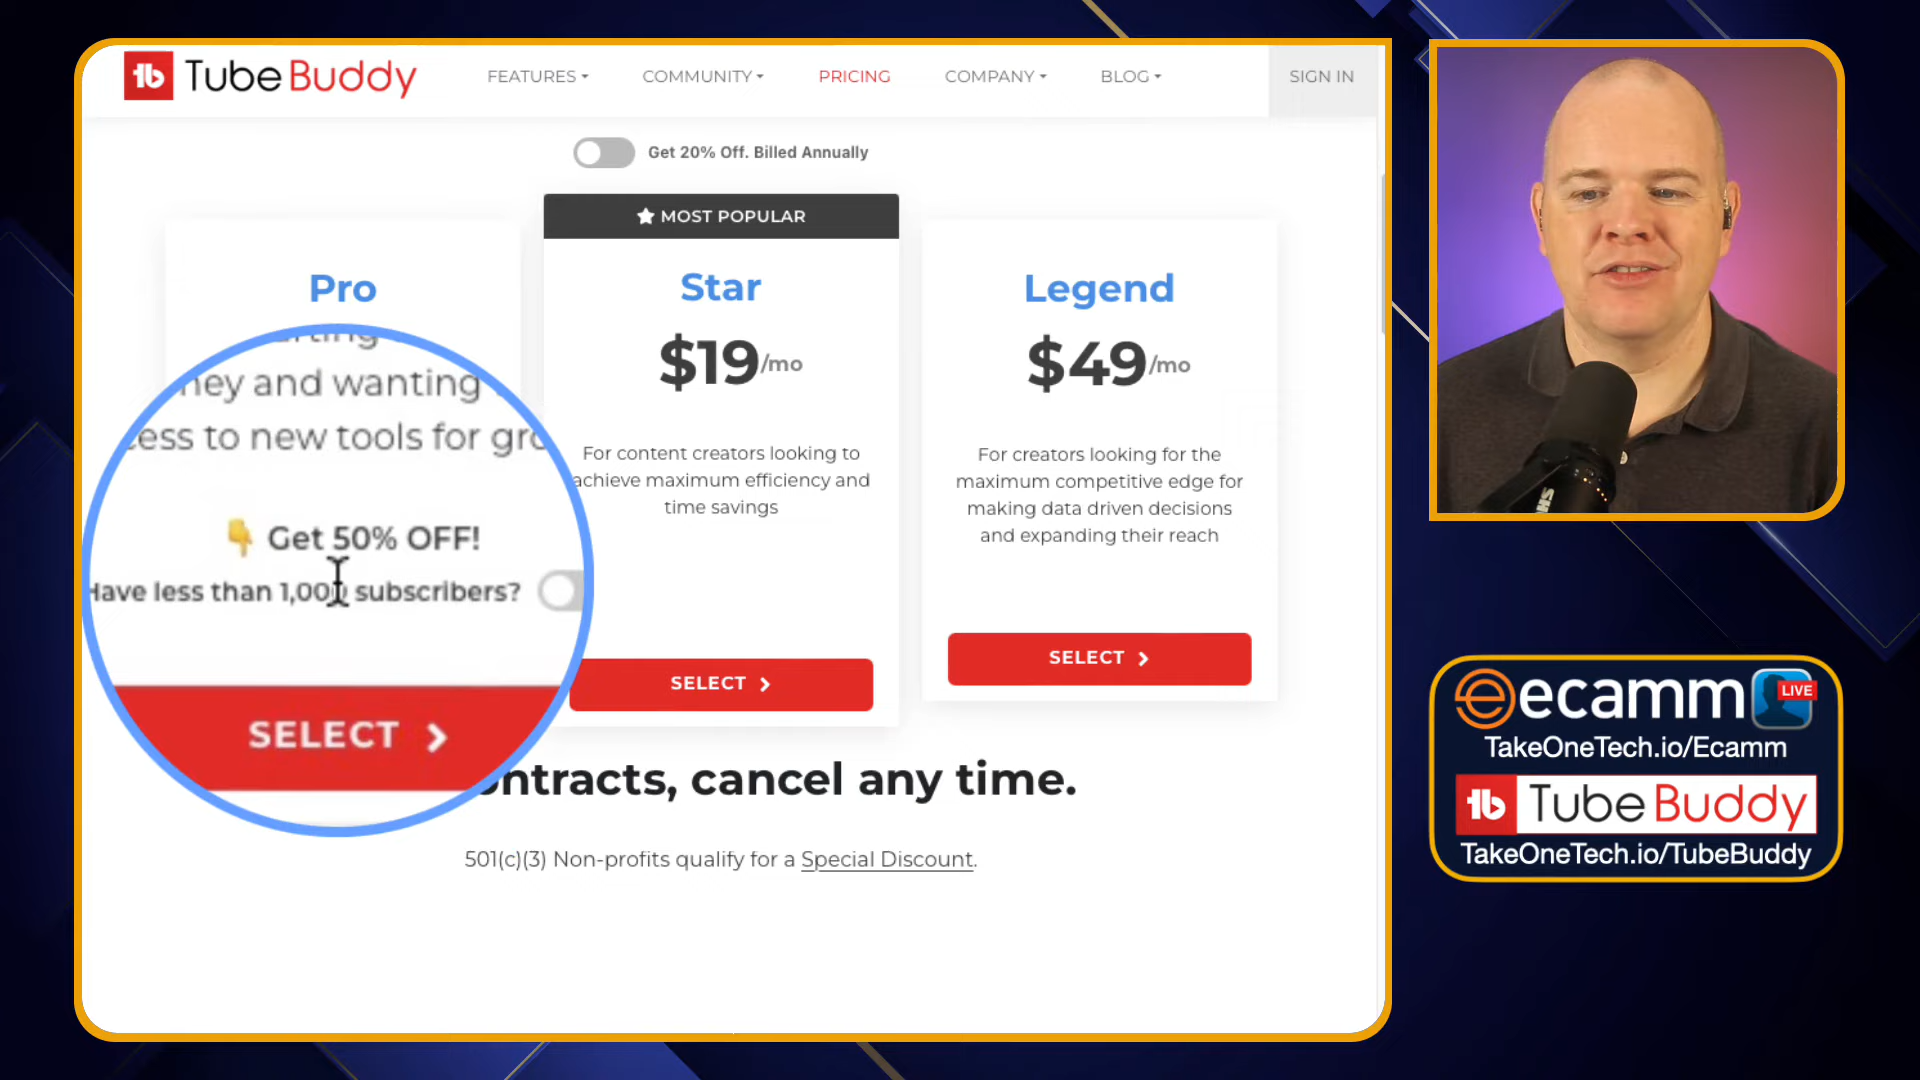 tb TubeBuddy
FEATURES
COMMUNITY
PRICING
COMPANY
BLOG
SIGN IN
Get 20% Off. Billed Annually
MOST POPULAR
Pro
Star
$19/mo
For content creators looking to
achieve maximum efficiency and
time savings
SELECT
Legend
$49/mo
For creators looking for the
maximum competitive edge for
making data driven decisions
and expanding their reach
SELECT
and wanting
to new tools for
Get 50% OFF!
Have less than 1,000 subscribers?
SELECT
cancel any time.
501(c)(3) Non-profits qualify for a Special Discount.
ecamm LIVE
TakeOneTech.io/Ecamm
tb TubeBuddy
TakeOneTech.io/TubeBuddy